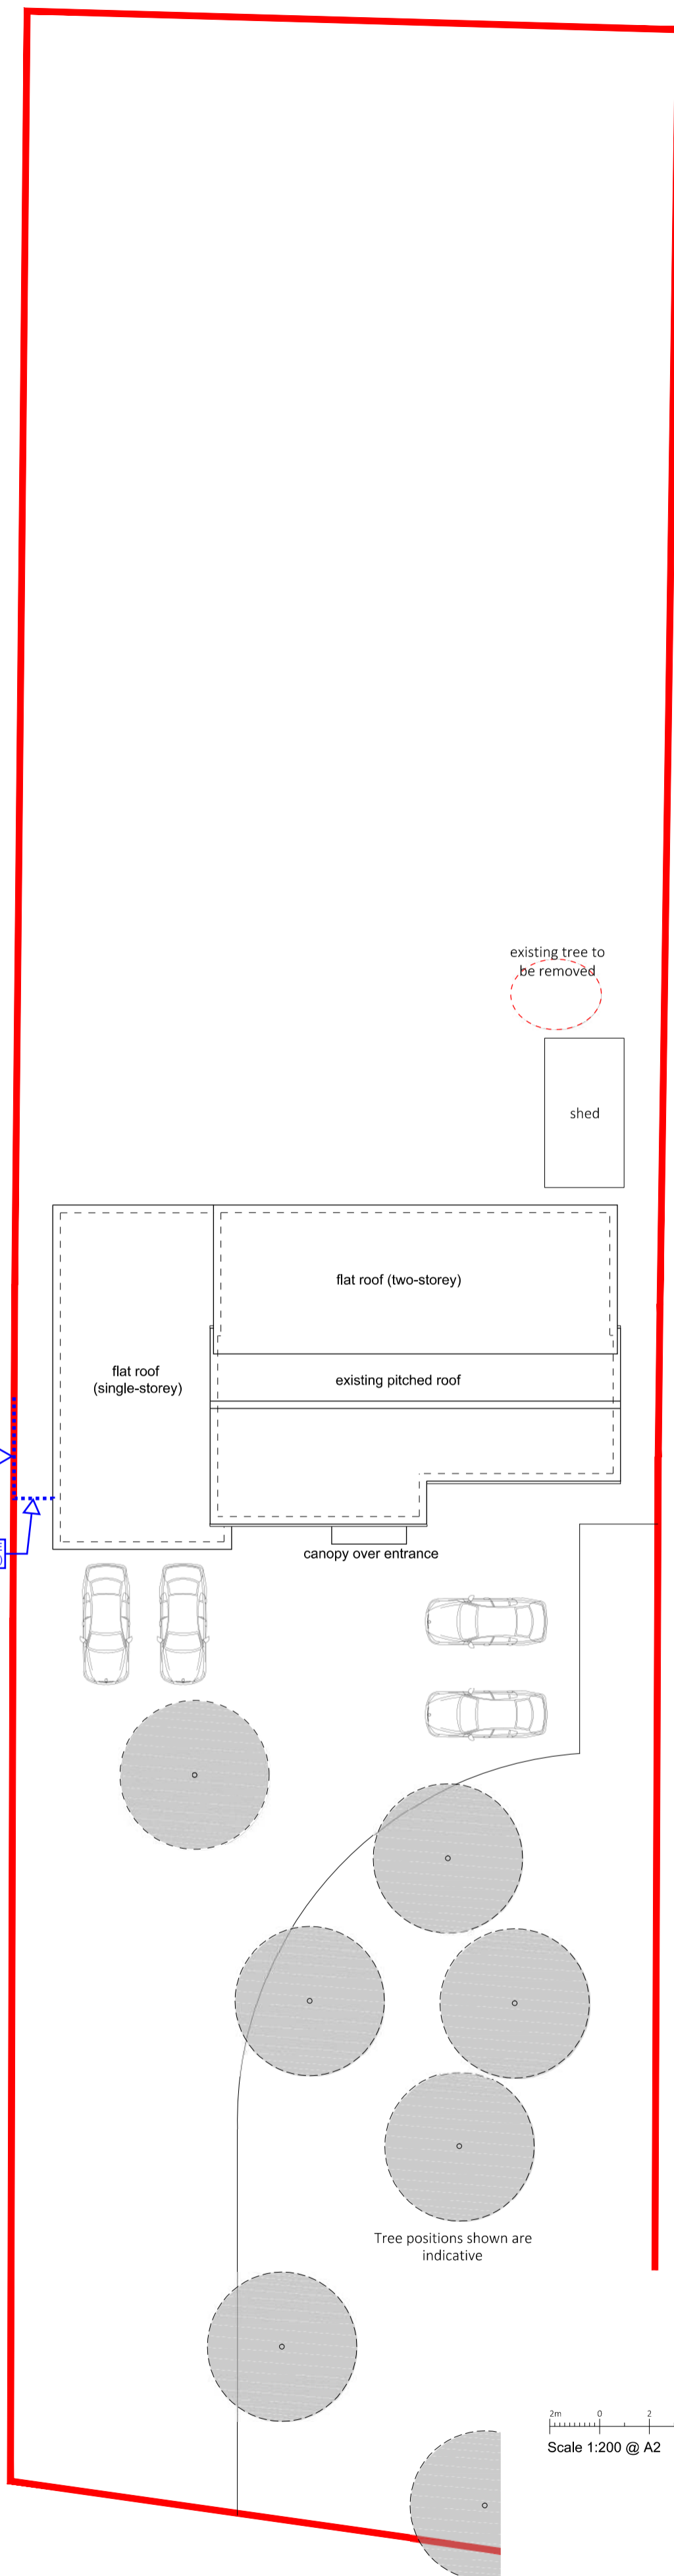 existing tree to
be removed
shed
flat roof (two-storey)
flat roof
(single-storey)
existing pitched roof
canopy over entrance
Tree positions shown are
indicative
2m 0 2
Scale 1:200 @ A2